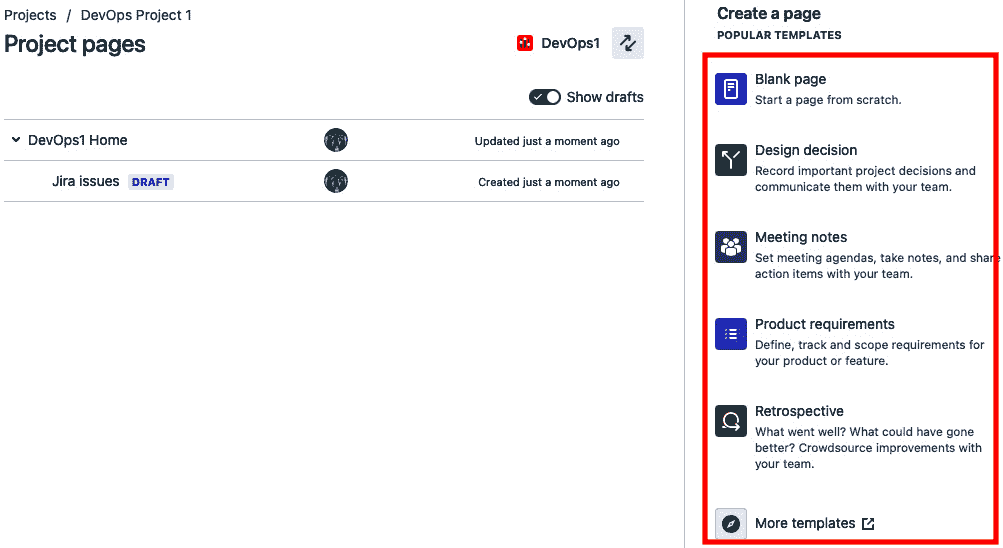 Projects / DevOps Project 1
Project pages
DevOps1
Show drafts
DevOps1 Home
Updated just a moment ago
Jira issues DRAFT
Created just a moment ago
Create a page
POPULAR TEMPLATES
Blank page
Start a page from scratch.
Design decision
Record important project decisions and
communicate them with your team.
Meeting notes
Set meeting agendas, take notes, and share
action items with your team.
Product requirements
Define, track and scope requirements for
your product or feature.
Retrospective
What went well? What could have gone
better? Crowdsource improvements with
your team.
More templates